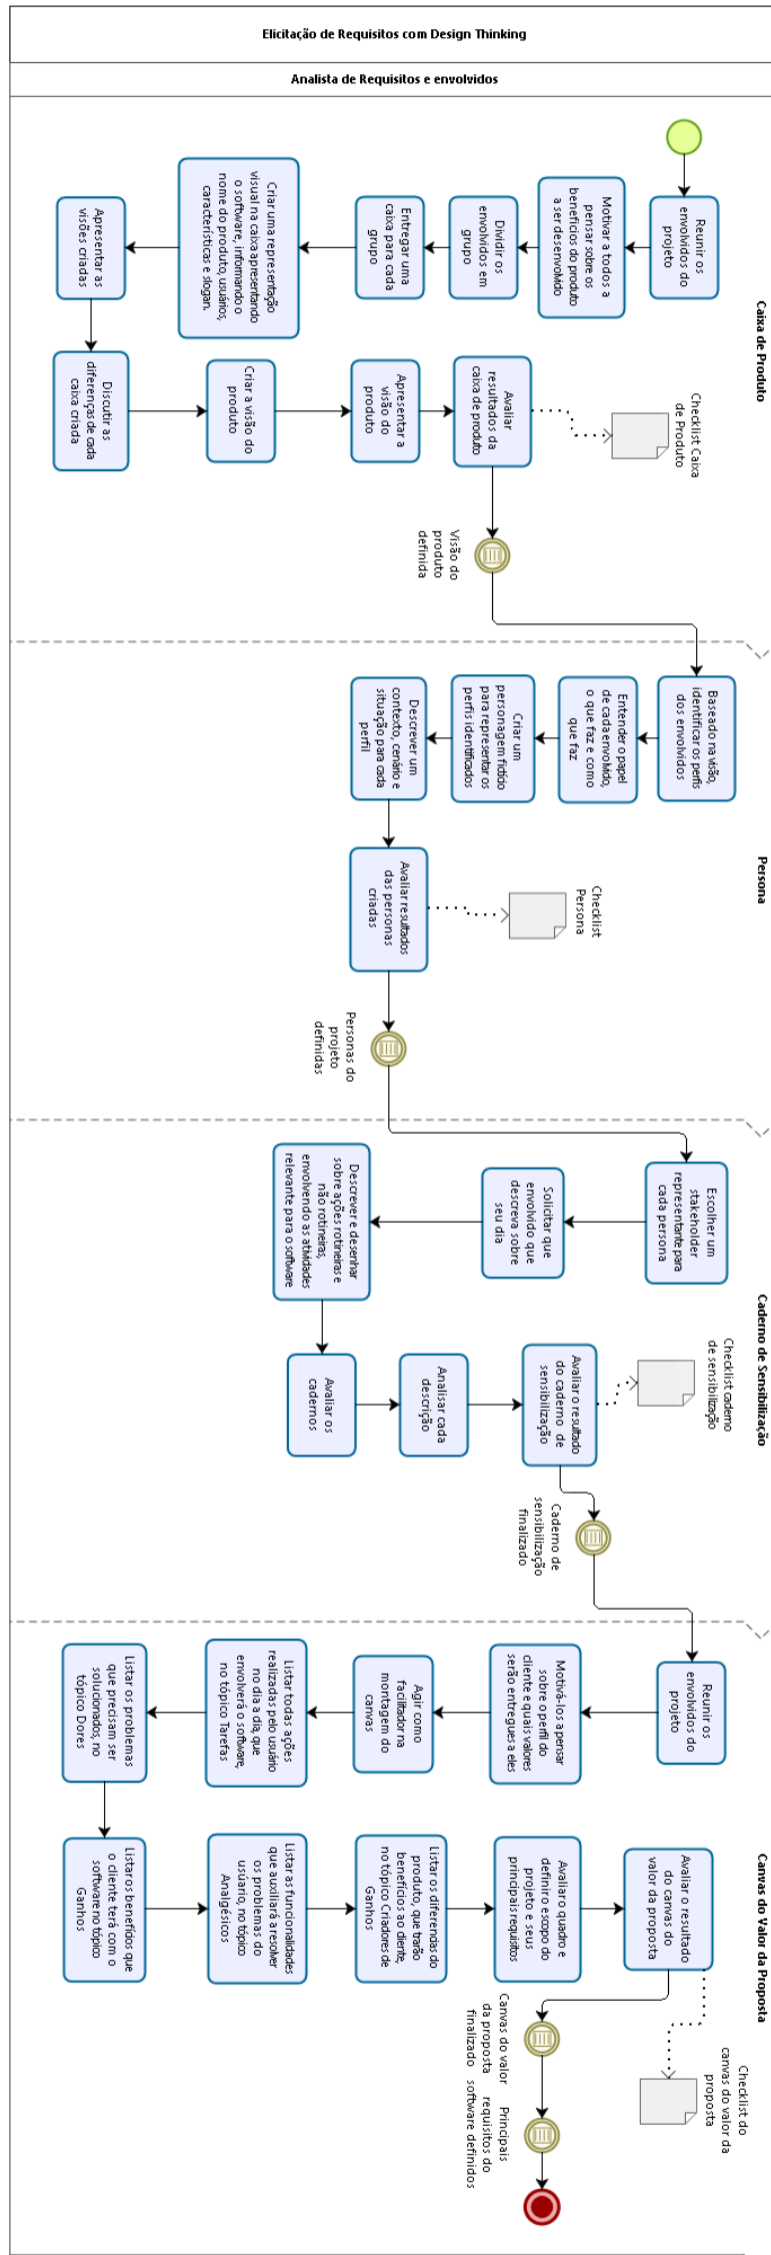 Elicitação de Requisitos com Design Thinking
Analista de Requisitos e envolvidos
Caixa de Produto
Reunir os
envolvidos do
projeto
Motivar a todos a
pensar sobre os
benefícios do produto
a ser desenvolvido
Dividir os
envolvidos em
grupo
Entregar uma
caixa para cada
grupo
Criar uma representação
visual na caixa apresentando
o software, informando o
nome do produto, usuários,
características e slogan.
Apresentar as
visões criadas
Discutir as
diferenças de cada
caixa criada
Criar a visão do
produto
Apresentar a
visão do
produto
Avaliar
resultados da
caixa de produto
Checklist Caixa
de Produto
Visão do
produto
definida
Persona
Baseado na visão,
identificar os perfis
dos envolvidos
Entender o papel
de cada envolvido,
o que faz e como
que faz
Criar um
personagem fictício
para representar os
perfis identificados
Descrever um
contexto, cenário e
situação para cada
perfil
Avaliar resultados
das personas
criadas
Checklist
Persona
Personas do
projeto
definidas
Caderno de Sensibilização
Escolher um
stakeholder
representante para
cada persona
Solicitar que
envolvido que
descreva sobre
seu dia
Descrever e desenhar
sobre ações rotineiras e
não rotineiras,
envolvendo as atividades
relevante para o software
Avaliar os
cadernos
Analisar cada
descrição
Avaliar o resultado
do caderno de
sensibilização
Checklist caderno
de sensibilização
Caderno de
sensibilização
finalizado
Canvas do Valor da Proposta
Reunir os
envolvidos do
projeto
Motivá-los a pensar
sobre o perfil do
cliente e quais valores
serão entregues a eles
Agir como
facilitador na
montagem do
canvas
Listar todas ações
realizadas pelo usuário
no dia a dia, que
envolverá o software,
no tópico Tarefas
Listar os problemas
que precisam ser
solucionados, no
tópico Dores
Listar os benefícios que
o cliente terá com o
software no tópico
Ganhos
Listar as funcionalidades
que auxiliará a resolver
os problemas do
usúario, no tópico
Analgésicos
Listar os diferendas do
produto, que trarão
benefícios ao cliente,
no tópico Criadores de
Ganhos
Avaliar o quadro e
definir o escopo do
projeto e seus
principais requisitos
Avaliar o resultado
do canvas do
valor da proposta
Checklist do
canvas do valor da
proposta
Canvas do valor
da proposta
finalizado
Principais
requisitos do
software definidos